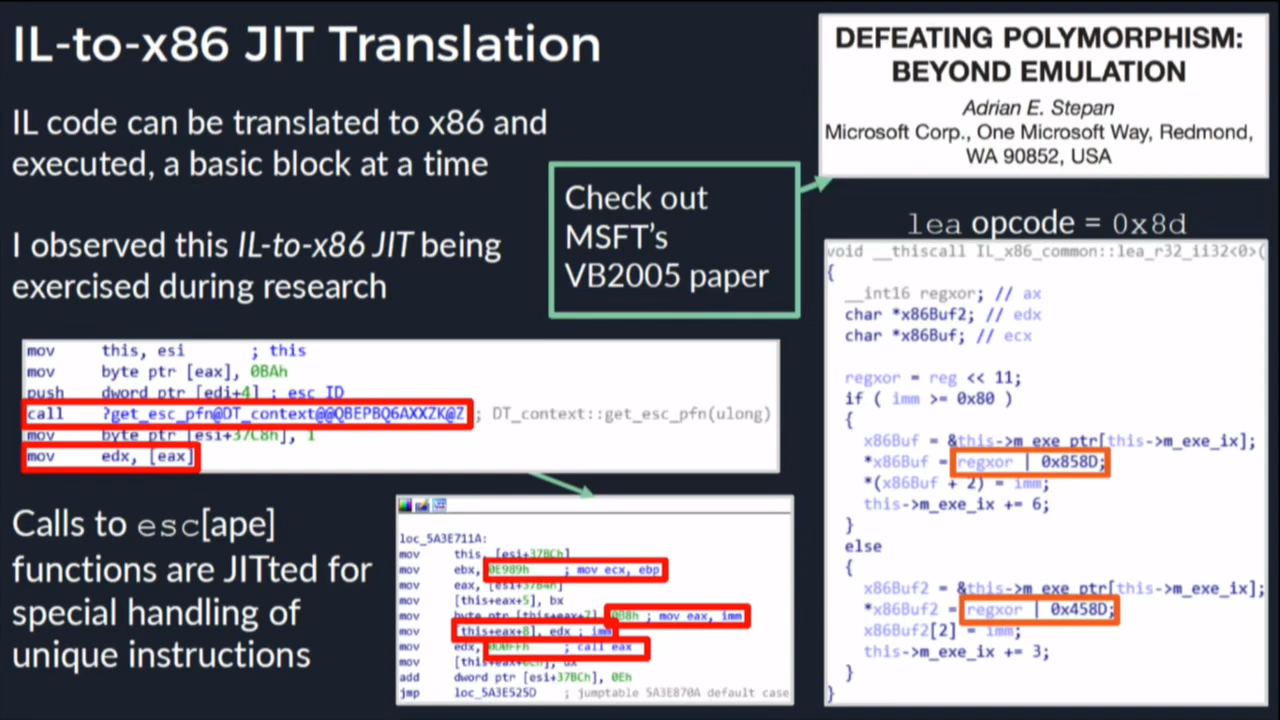 IL-to-x86 JIT Translation
IL code can be translated to x86 and
executed, a basic block at a time
I observed this IL-to-x86 JIT being
exercised during research
Check out
MSFT's
VB2005 paper
DEFEATING POLYMORPHISM:
BEYOND EMULATION
Adrian E. Stepan
Microsoft Corp., One Microsoft Way, Redmond,
WA 90852, USA
mov this, esi ; this
mov byte ptr [eax], 0BAh
push dword ptr [edi+4] ; esc ID
call ?get_esc_pfn@DT_context@@QBEPBQ6AXXZK@Z ; DT_context::get_esc_pfn(ulong)
mov byte ptr [esi+37C8h], 1
mov edx, [eax]
Calls to esc[ape]
functions are JITted for
special handling of
unique instructions
loc_5A3E711A:
mov this, [esi+37BCh]
mov ebx, 0E989h ; mov ecx, ebp
mov eax, [esi+37B4h]
mov [this+eax+5], bx
mov byte ptr [this+eax+7], 0B8h ; mov eax, imm
mov [this+eax+8], edx ; imm
mov edx, 0D0FFh ; call eax
mov [this+eax+0Ch], dx
add dword ptr [esi+37BCh], 0Eh
jmp loc_5A3E525D ; jumptable 5A3E870A default case
lea opcode = 0x8d
void __thiscall IL_x86_common::lea_r32_ii32<0>(
{
__int16 regxor; // ax
char *x86Buf2; // edx
char *x86Buf; // ecx
regxor = reg << 11;
if ( imm >= 0x80 )
{
x86Buf = &this->m_exe_ptr[this->m_exe_ix];
*x86Buf = regxor | 0x858D;
*(x86Buf + 2) = imm;
this->m_exe_ix += 6;
}
else
{
x86Buf2 = &this->m_exe_ptr[this->m_exe_ix];
*x86Buf2 = regxor | 0x458D;
x86Buf2[2] = imm;
this->m_exe_ix += 3;
}
}